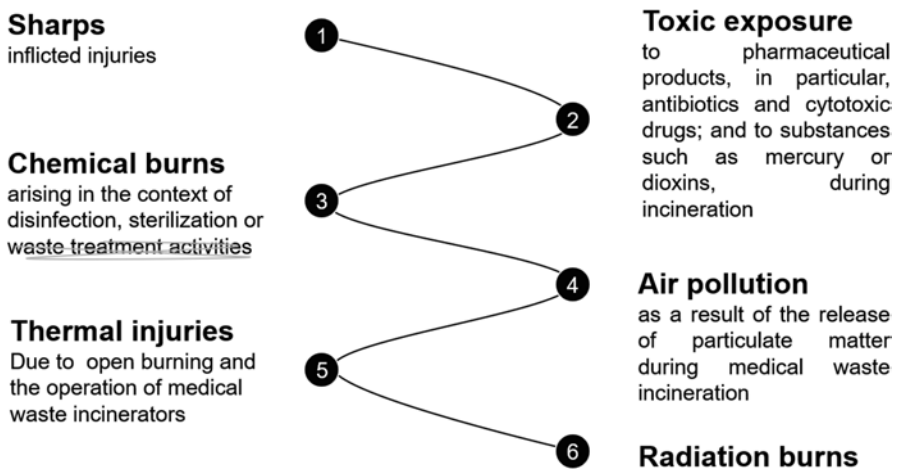 Sharps
inflicted injuries
1
Toxic exposure
to pharmaceutical
products, in particular,
antibiotics and cytotoxic
drugs; and to substances
such as mercury or
dioxins, during
incineration
2
Chemical burns
arising in the context of
disinfection, sterilization or
waste treatment activities
3
Air pollution
as a result of the release
of particulate matter
during medical waste
incineration
4
Thermal injuries
Due to open burning and
the operation of medical
waste incinerators
5
6
Radiation burns